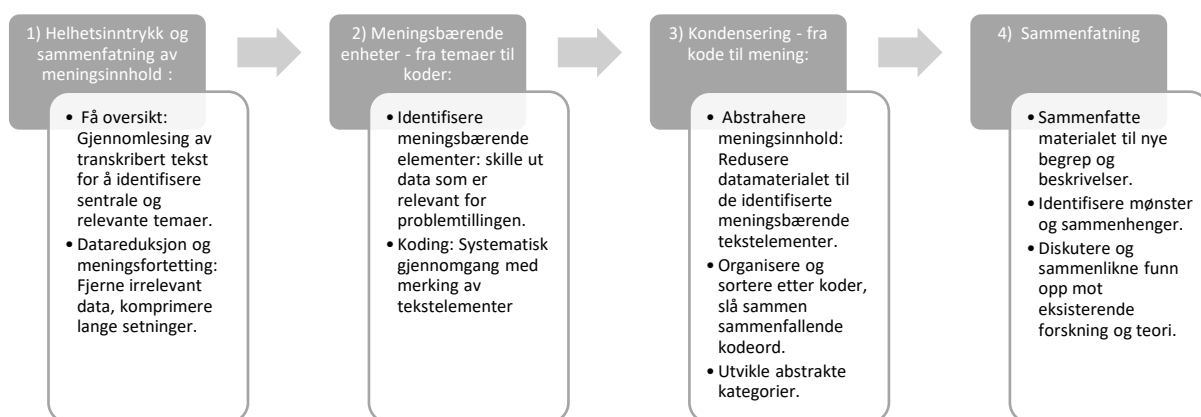 1) Helhetsinntrykk og
sammenfatning av
meningsinnhold :
• Få oversikt:
Gjennomlesing av
transkribert tekst
for å identifisere
sentrale og
relevante temaer.
• Datareduksjon og
meningsfortetting:
Fjerne irrelevant
data, komprimere
lange setninger.
2) Meningsbærende
enheter - fra temaer til
koder:
• Identifisere
meningsbærende
elementer: skille ut
data som er
relevant for
problemtillingen.
• Koding: Systematisk
gjennomgang med
merking av
tekstelementer
3) Kondensering - fra
kode til mening:
• Abstrahere
meningsinnhold:
Redusere
datamaterialet til
de identifiserte
meningsbærende
tekstelementer.
• Organisere og
sortere etter koder,
slå sammen
sammenfallende
kodeord.
• Utvikle abstrakte
kategorier.
4) Sammenfatning
• Sammenfatte
materialet til nye
begrep og
beskrivelser.
• Identifisere mønster
og sammenhenger.
• Diskutere og
sammenlikne funn
opp mot
eksisterende
forskning og teori.